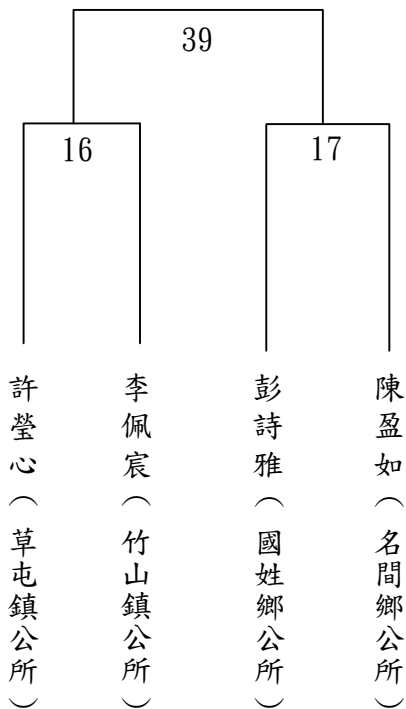 39
16
17
許瑩心（草屯鎮公所）
李佩宸（竹山鎮公所）
彭詩雅（國姓鄉公所）
陳盈如（名間鄉公所）